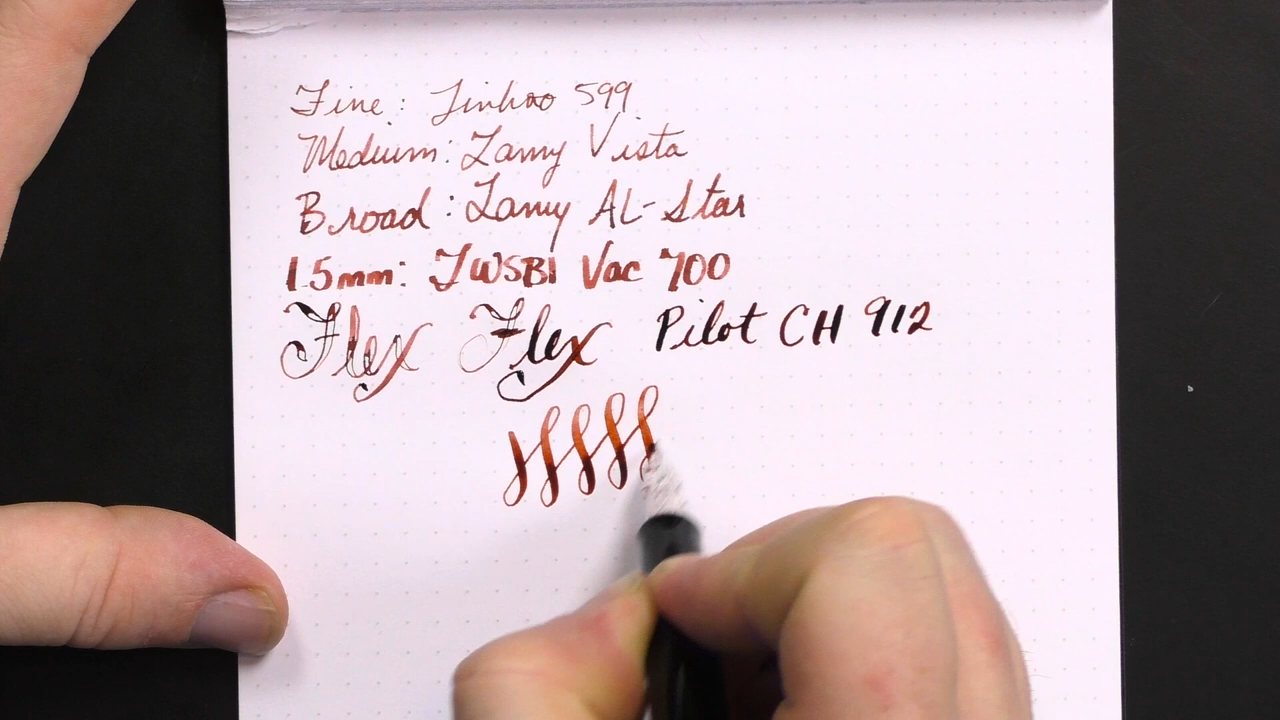 Fine: Jinhao 599
Medium: Lamy Vista
Broad: Lamy AL-Star
1.5mm: TWSBI Vac 700
Flex Flex Pilot CH 912